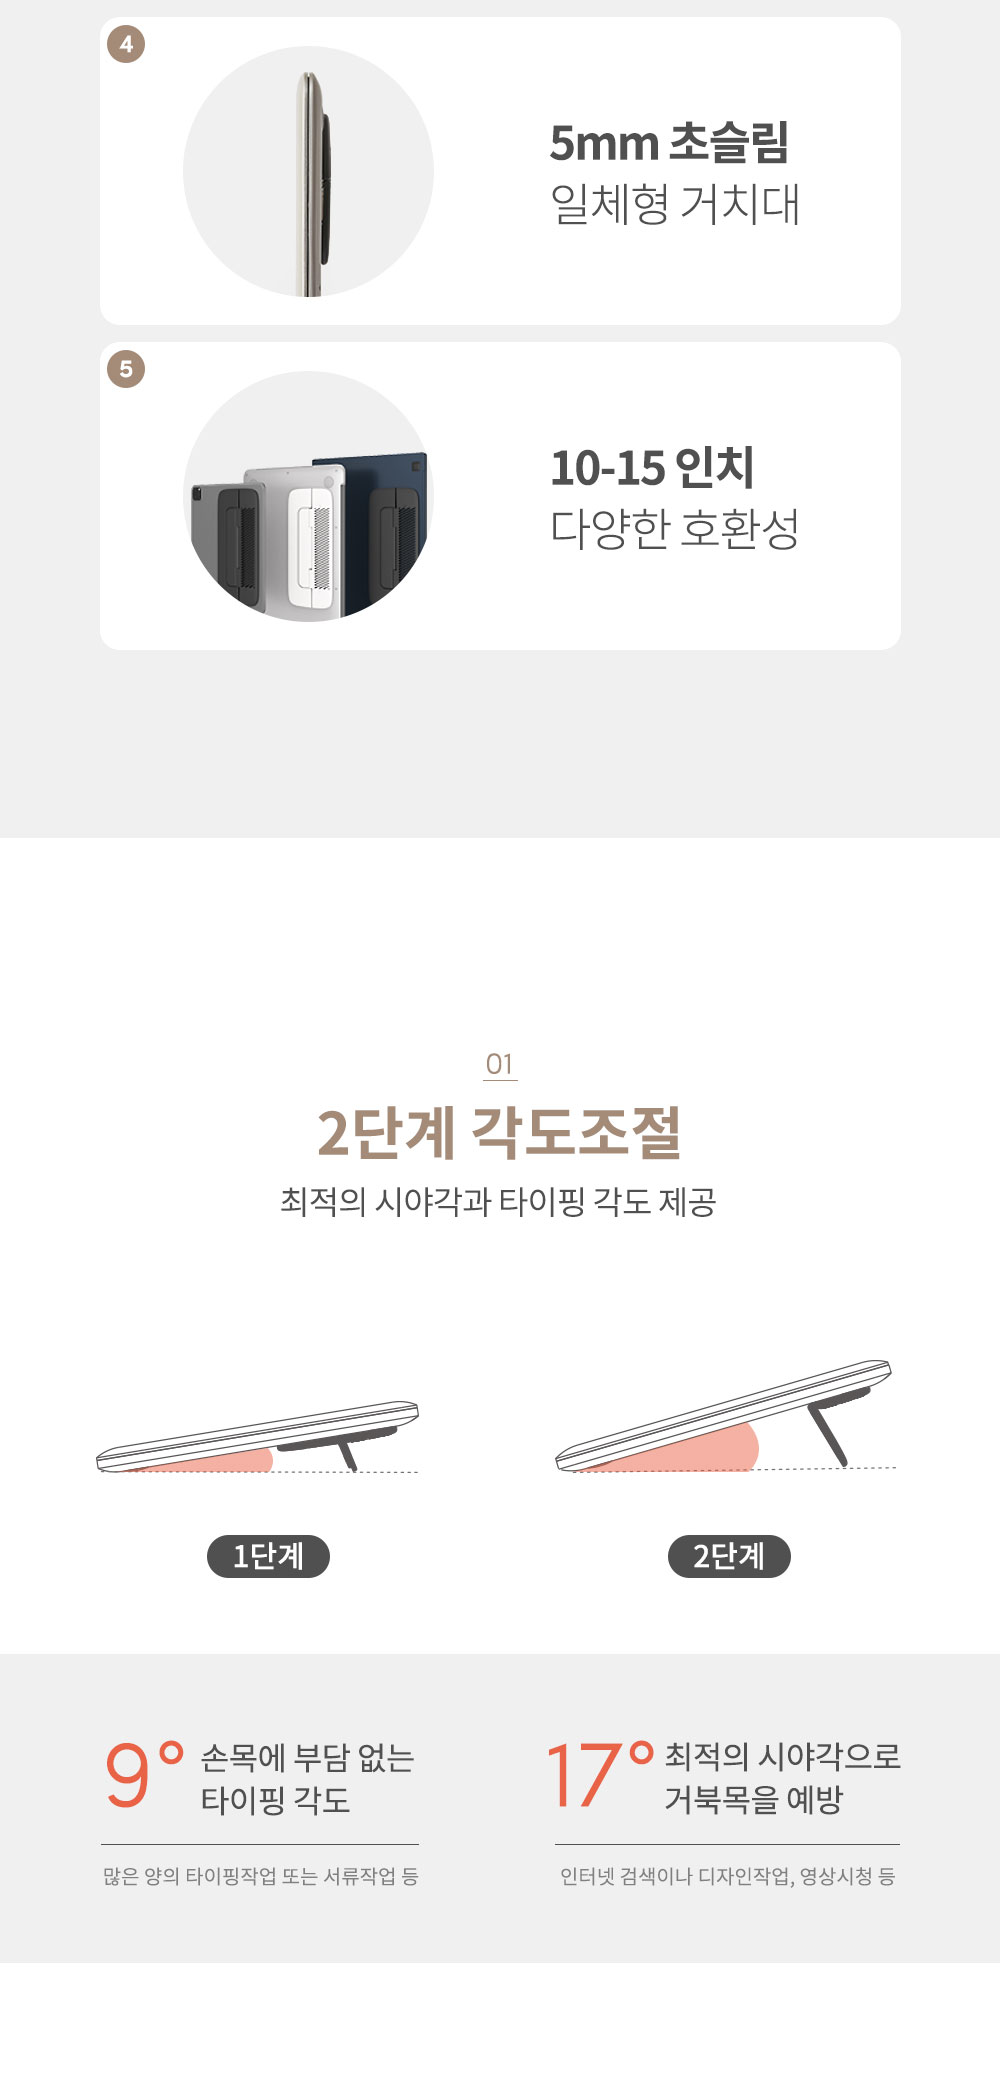 4
5mm 초슬림
일체형 거치대
5
10-15 인치
다양한 호환성
01
2단계 각도조절
최적의 시야각과 타이핑 각도 제공
1단계
2단계
9°
손목에 부담 없는
타이핑 각도
많은 양의 타이핑작업 또는 서류작업 등
17°
최적의 시야각으로
거북목을 예방
인터넷 검색이나 디자인작업, 영상시청 등